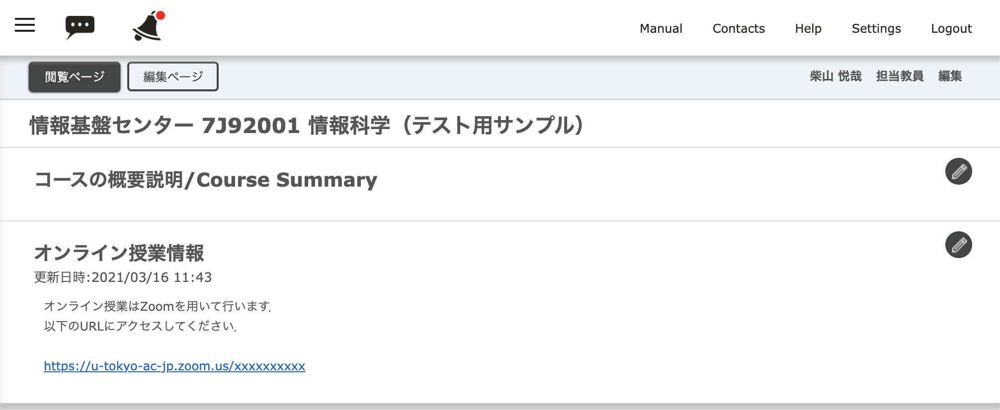 Manual Contacts Help Settings Logout
閲覧ページ 編集ページ 柴山 悦哉 担当教員 編集
情報基盤センター 7J92001 情報科学（テスト用サンプル）
コースの概要説明/Course Summary
オンライン授業情報
更新日時:2021/03/16 11:43
オンライン授業はZoomを用いて行います．
以下のURLにアクセスしてください．
https://u-tokyo-ac-jp.zoom.us/xxxxxxxxxx